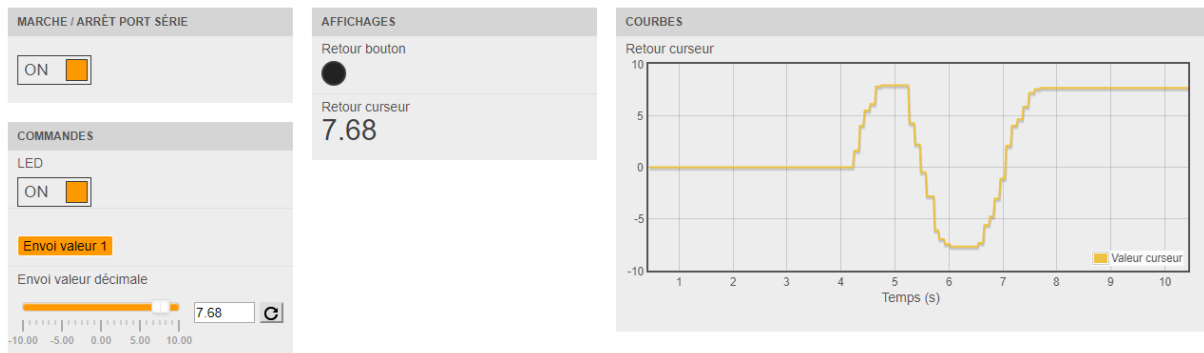 MARCHE / ARRÊT PORT SÉRIE
ON
COMMANDES
LED
ON
Envoi valeur 1
Envoi valeur décimale
7.68
-10.00 -5.00 0.00 5.00 10.00
AFFICHAGES
Retour bouton
Retour curseur
7.68
COURBES
Retour curseur
10
5
0
-5
-10
1 2 3 4 5 6 7 8 9 10
Temps (s)
Valeur curseur